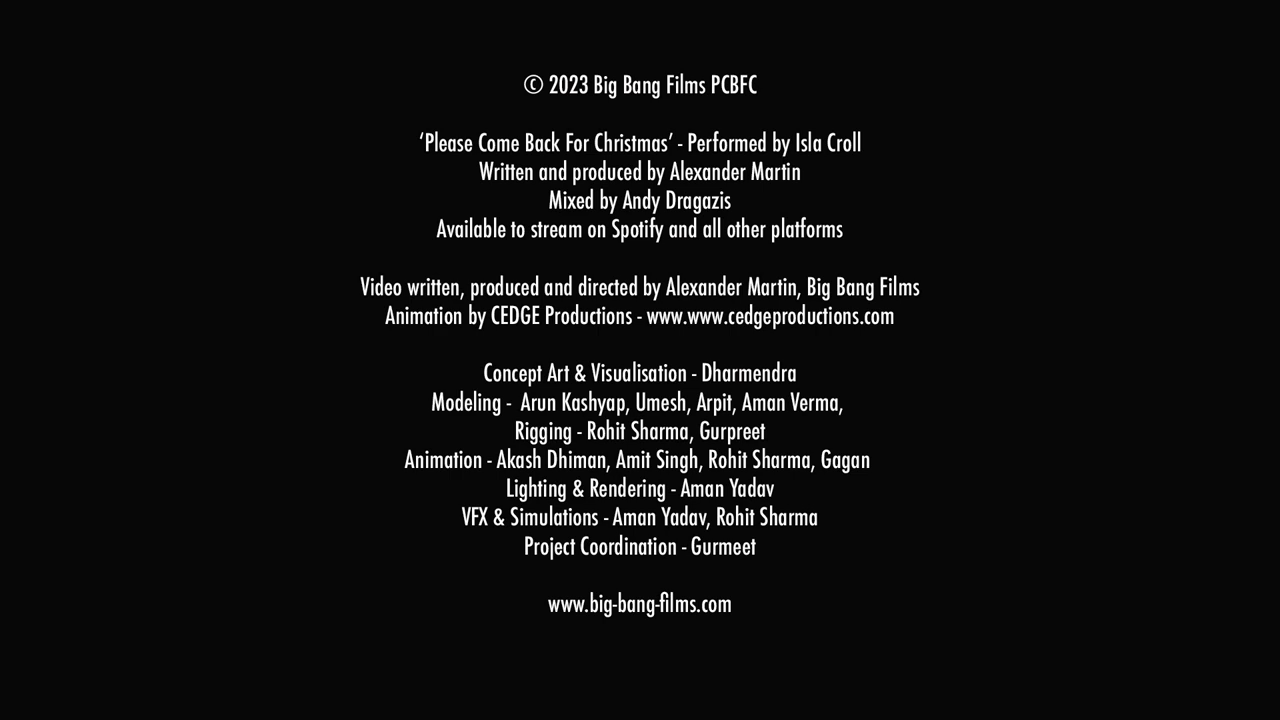 © 2023 Big Bang Films PCBFC
‘Please Come Back For Christmas’ - Performed by Isla Croll
Written and produced by Alexander Martin
Mixed by Andy Dragazis
Available to stream on Spotify and all other platforms
Video written, produced and directed by Alexander Martin, Big Bang Films
Animation by CEDGE Productions - www.www.cedgeproductions.com
Concept Art & Visualisation - Dharmendra
Modeling -  Arun Kashyap, Umesh, Arpit, Aman Verma,
Rigging - Rohit Sharma, Gurpreet
Animation - Akash Dhiman, Amit Singh, Rohit Sharma, Gagan
Lighting & Rendering - Aman Yadav
VFX & Simulations - Aman Yadav, Rohit Sharma
Project Coordination - Gurmeet
www.big-bang-films.com